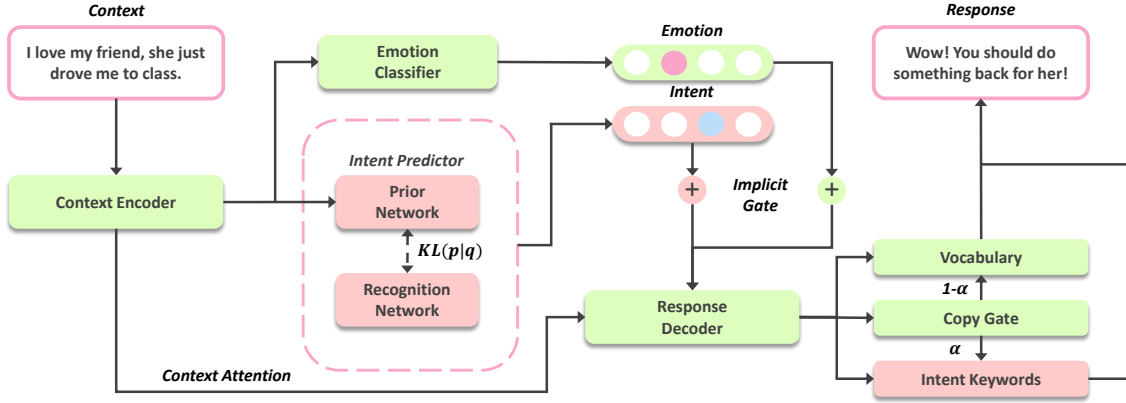 Context
I love my friend, she just
drove me to class.
Context Encoder
Emotion
Classifier
Intent Predictor
Prior
Network
KL(p|q)
Recognition
Network
Context Attention
Emotion
Intent
+
Implicit
Gate
+
Response
Decoder
Response
Wow! You should do
something back for her!
Vocabulary
1-α
Copy Gate
α
Intent Keywords